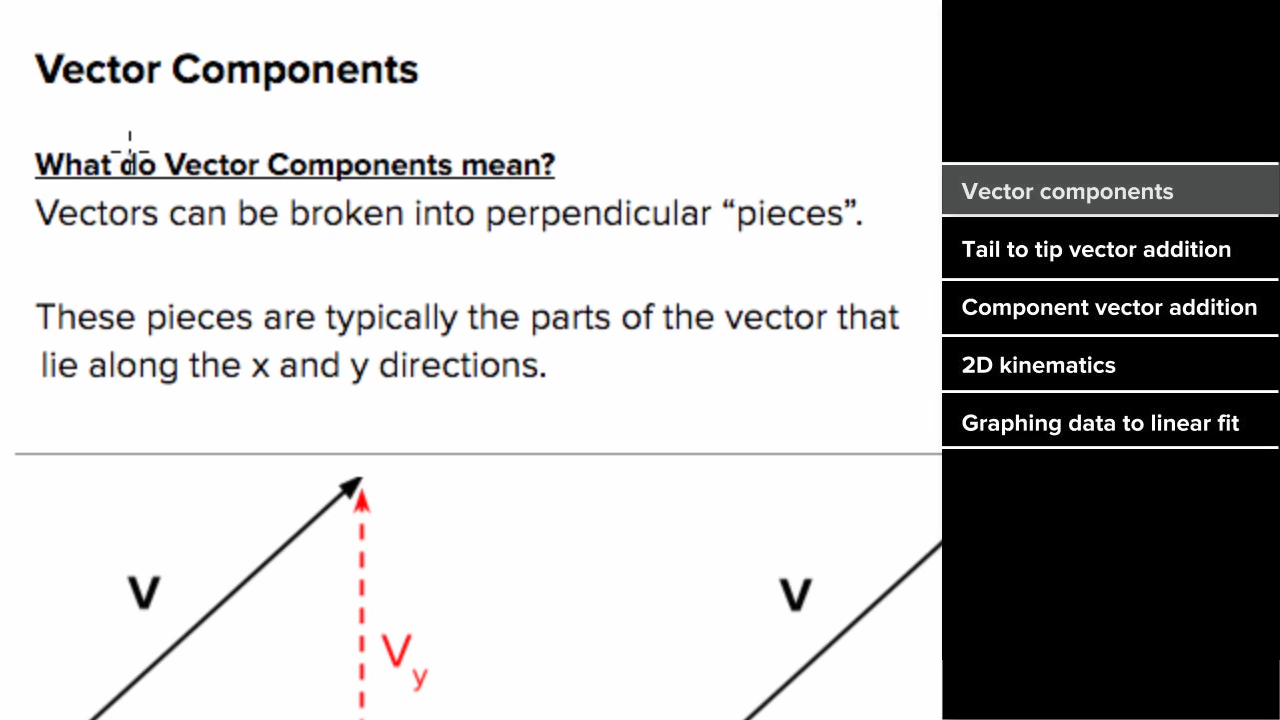 Vector Components
What do Vector Components mean?
Vectors can be broken into perpendicular “pieces”.
These pieces are typically the parts of the vector that
lie along the x and y directions.
V
Vy
V
Vector components
Tail to tip vector addition
Component vector addition
2D kinematics
Graphing data to linear fit